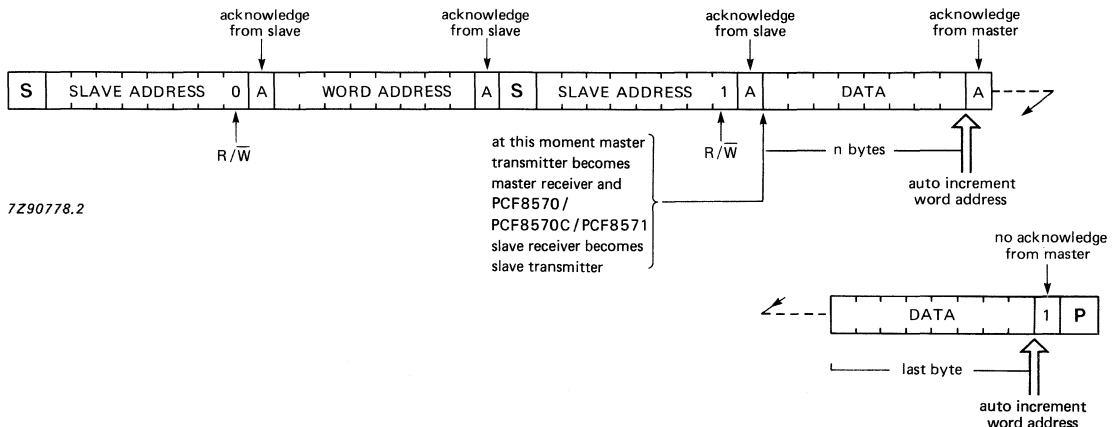 acknowledge
from slave
acknowledge
from slave
acknowledge
from slave
acknowledge
from master
S SLAVE ADDRESS 0 A WORD ADDRESS A S SLAVE ADDRESS 1 A DATA A
R/W̅
R/W̅
at this moment master
transmitter becomes
master receiver and
PCF8570/
PCF8570C/PCF8571
slave receiver becomes
slave transmitter
n bytes
auto increment
word address
7Z90778.2
no acknowledge
from master
DATA 1 P
last byte
auto increment
word address